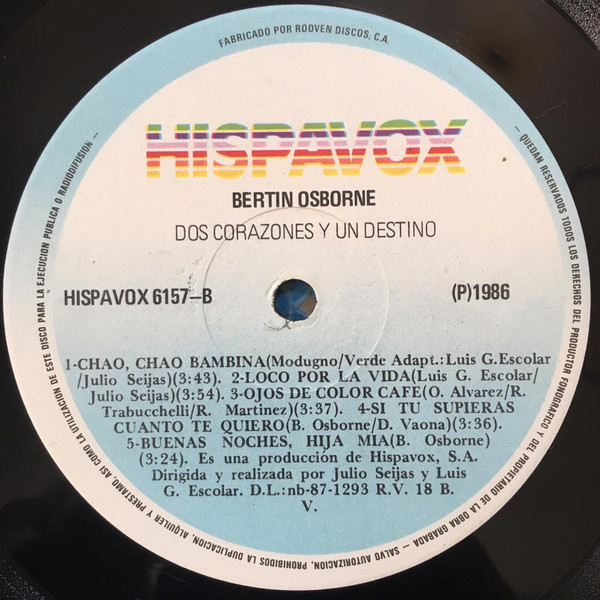 FABRICADO POR RODVEN DISCOS, C.A.
HISPAVOX
BERTIN OSBORNE
DOS CORAZONES Y UN DESTINO
HISPAVOX 6157-B
(P)1986
1-CHAO, CHAO BAMBINA(Modugno/Verde Adapt.:Luis G.Escolar
/Julio Seijas)(3:43). 2-LOCO POR LA VIDA(Luis G. Escolar/
Julio Seijas)(3:54). 3-OJOS DE COLOR CAFE(O. Alvarez/R.
Trabucchelli/R. Martinez)(3:37). 4-SI TU SUPIERAS
CUANTO TE QUIERO(B. Osborne/D. Vaona)(3:36).
5-BUENAS ÑOCHES, HIJA MIA(B. Osborne)
(3:24). Es una producción de Hispavox, S.A.
Dirigida y realizada por Julio Seijas y Luis
G. Escolar. D.L.:nb-87-1293 R.V. 18 B.
V.
- QUEDAN RESERVADOS TODOS LOS DERECHOS DEL PRODUCTOR FONOGRAFICO Y DEL PROPIETARIO DE LA OBRA GRABADA - SALVO AUTORIZACION, PROHIBIDOS LA DUPLICACION, ALQUILER Y PRESTAMO, ASI COMO LA UTILIZACION DE ESTE DISCO PARA LA EJECUCION PUBLICA O RADIODIFUSION -